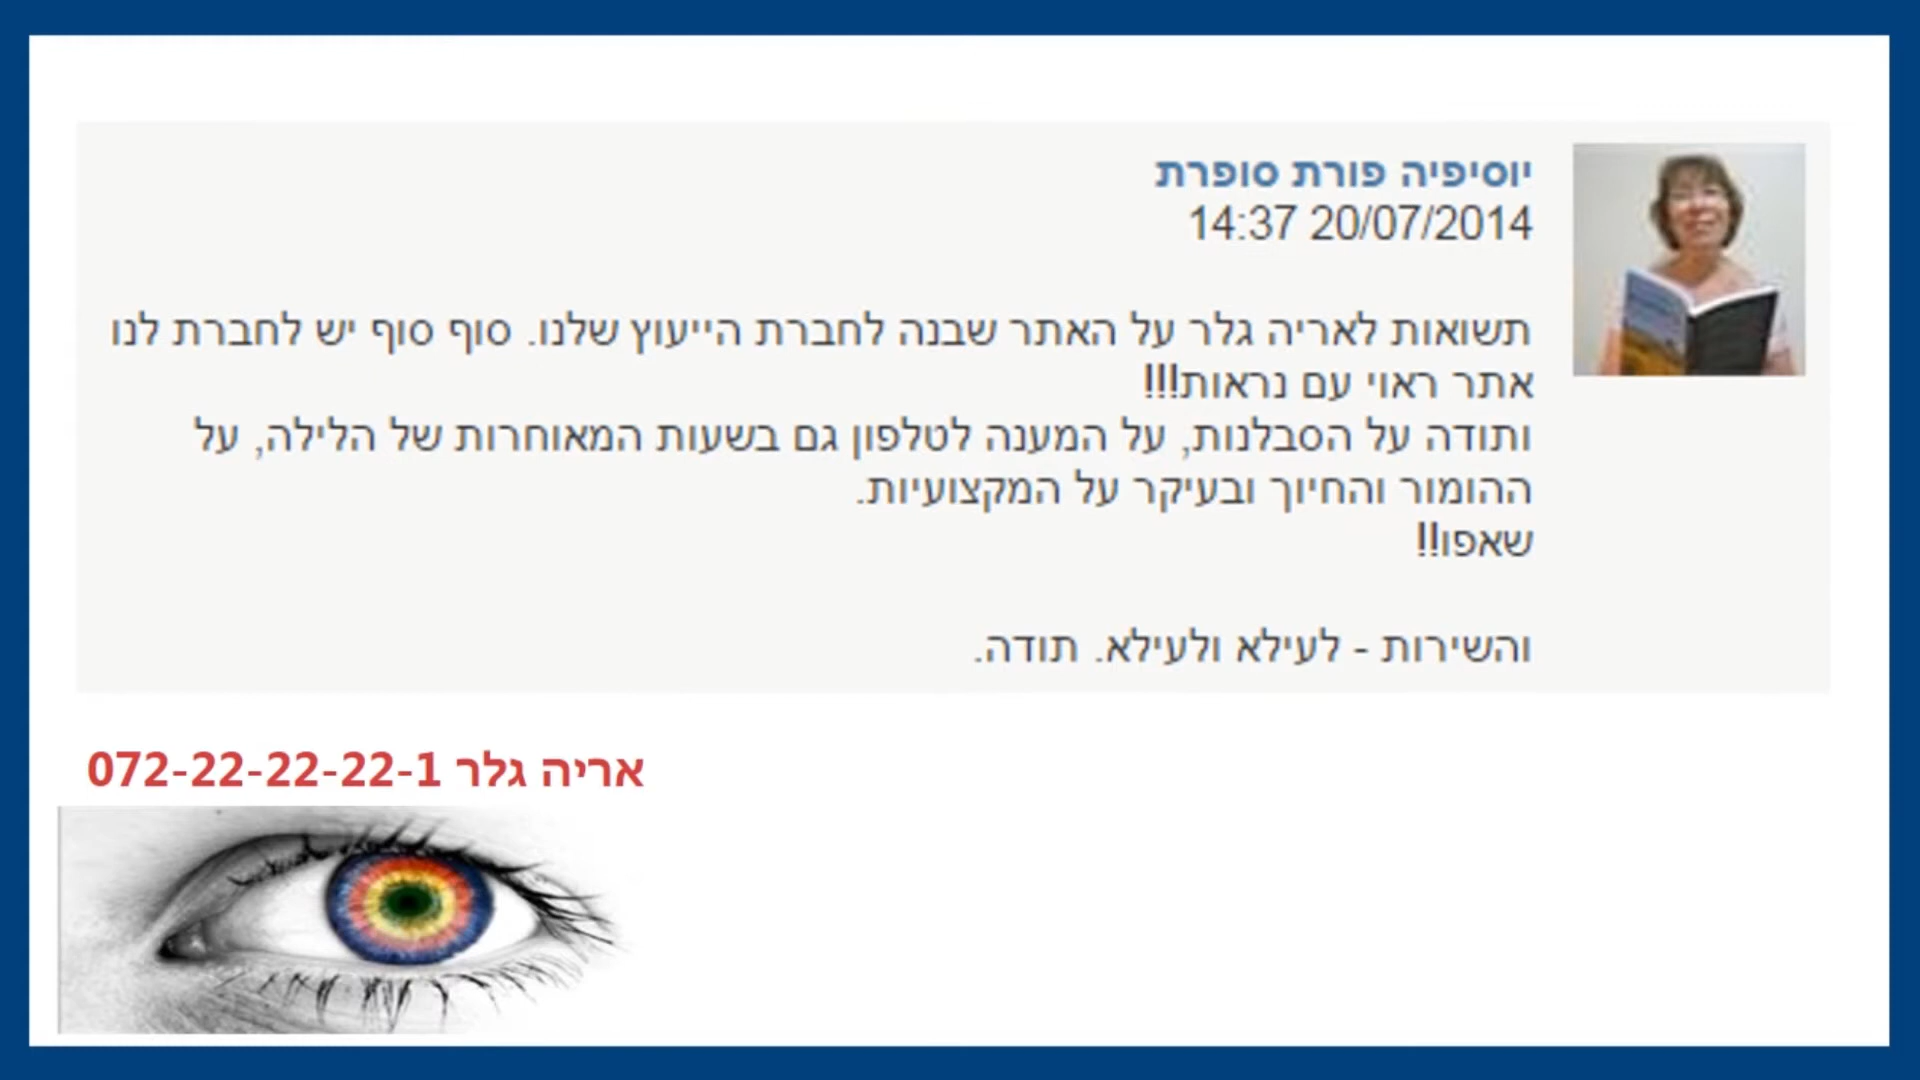 יוסיפיה פורת סופרת
14:37 20/07/2014
תשואות לאריה גלר על האתר שבנה לחברת הייעוץ שלנו. סוף סוף יש לחברת לנו
אתר ראוי עם נראות!!!
ותודה על הסבלנות, על המענה לטלפון גם בשעות המאוחרות של הלילה, על
ההומור והחיוך ובעיקר על המקצועיות.
שאפו!!
והשירות - לעילא ולעילא. תודה.
אריה גלר 072-22-22-22-1